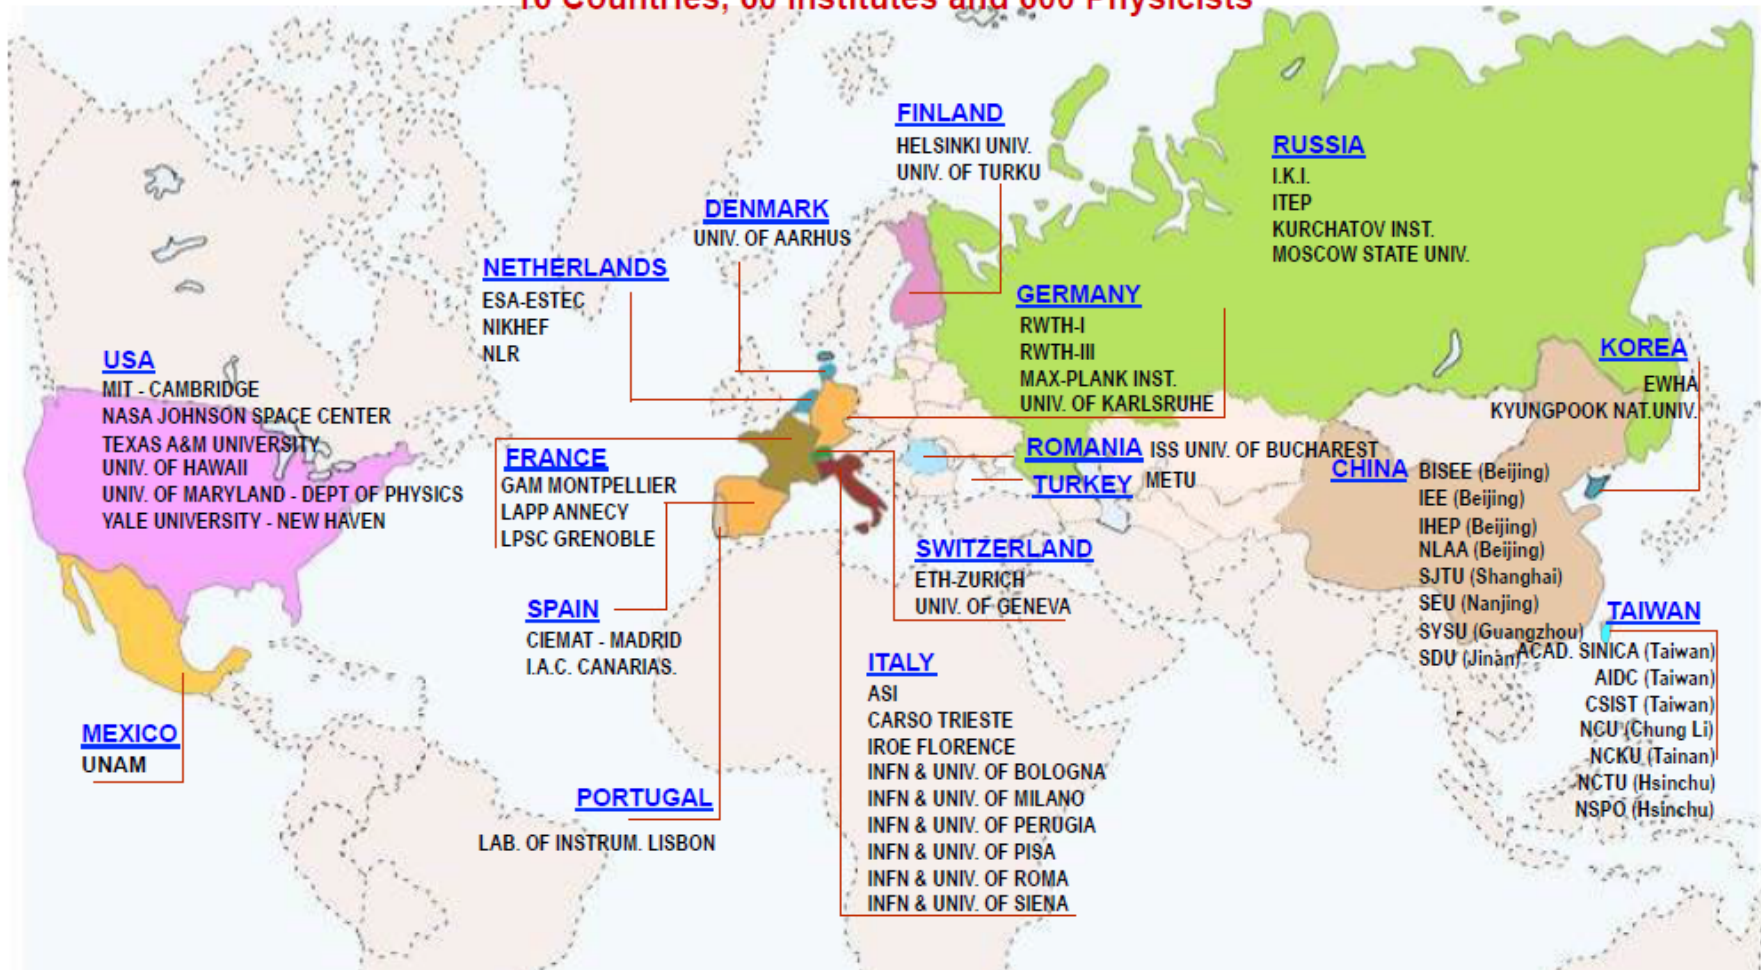 16 Countries, 60 Institutes and 600 Physicists
FINLAND
HELSINKI UNIV.
UNIV. OF TURKU
RUSSIA
I.K.I.
ITEP
KURCHATOV INST.
MOSCOW STATE UNIV.
DENMARK
UNIV. OF AARHUS
NETHERLANDS
ESA-ESTEC
NIKHEF
NLR
GERMANY
RWTH-I
RWTH-III
MAX-PLANK INST.
UNIV. OF KARLSRUHE
USA
MIT - CAMBRIDGE
NASA JOHNSON SPACE CENTER
TEXAS A&M UNIVERSITY
UNIV. OF HAWAII
UNIV. OF MARYLAND - DEPT OF PHYSICS
YALE UNIVERSITY - NEW HAVEN
KOREA
EWHA
KYUNGPOOK NAT.UNIV.
FRANCE
GAM MONTPELLIER
LAPP ANNECY
LPSC GRENOBLE
ROMANIA ISS UNIV. OF BUCHAREST
TURKEY METU
CHINA BISEE (Beijing)
IEE (Beijing)
IHEP (Beijing)
NLAA (Beijing)
SJTU (Shanghai)
SEU (Nanjing)
SYSU (Guangzhou)
SDU (Jinan)
SWITZERLAND
ETH-ZURICH
UNIV. OF GENEVA
SPAIN
CIEMAT - MADRID
I.A.C. CANARIAS.
TAIWAN
ACAD. SINICA (Taiwan)
AIDC (Taiwan)
CSIST (Taiwan)
NCU (Chung Li)
NCKU (Tainan)
NCTU (Hsinchu)
NSPO (Hsinchu)
ITALY
ASI
CARSO TRIESTE
IROE FLORENCE
INFN & UNIV. OF BOLOGNA
INFN & UNIV. OF MILANO
INFN & UNIV. OF PERUGIA
INFN & UNIV. OF PISA
INFN & UNIV. OF ROMA
INFN & UNIV. OF SIENA
MEXICO
UNAM
PORTUGAL
LAB. OF INSTRUM. LISBON